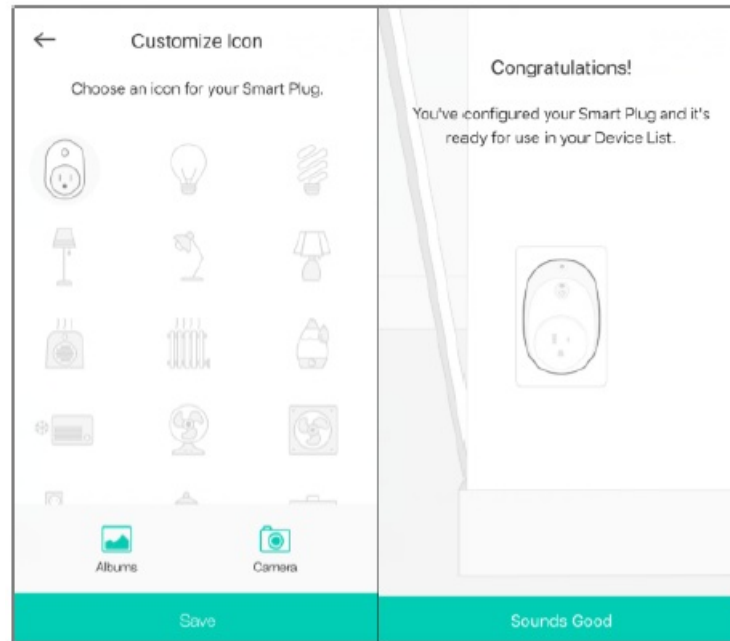 Customize Icon
Choose an icon for your Smart Plug.
Albums
Camera
Save
Congratulations!
You've configured your Smart Plug and it's
ready for use in your Device List.
Sounds Good